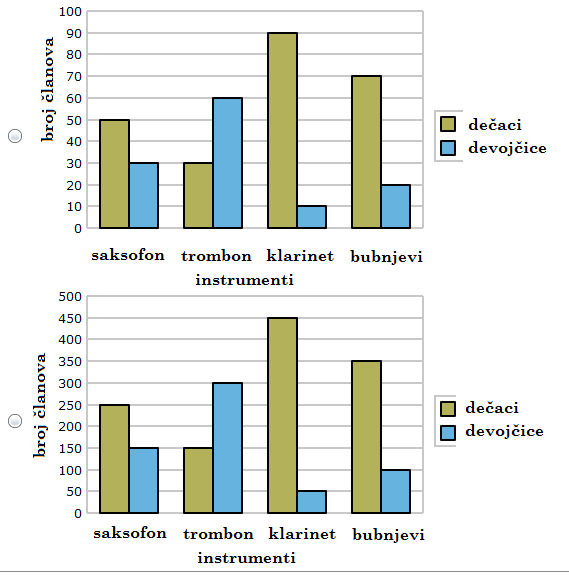 100
90
80
70
60
50
40
30
20
10
0
broj članova
saksofon trombon klarinet bubnjevi
instrumenti
dečaci
devojčice
500
450
400
350
300
250
200
150
100
50
0
broj članova
saksofon trombon klarinet bubnjevi
instrumenti
dečaci
devojčice